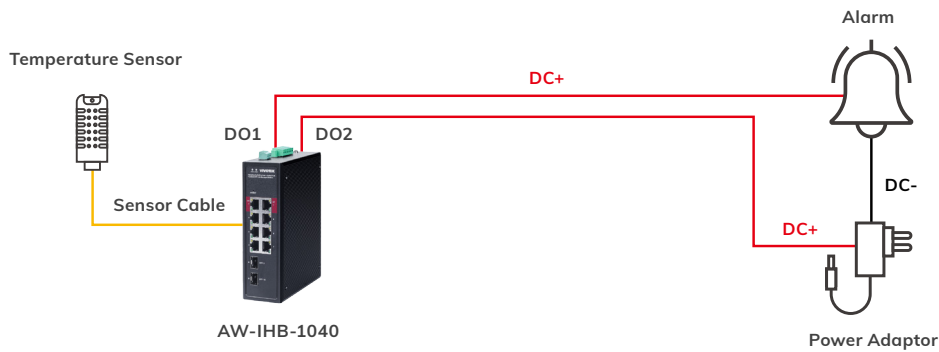 Alarm
Temperature Sensor
DC+
DO1
DO2
DC-
Sensor Cable
DC+
AW-IHB-1040
Power Adaptor